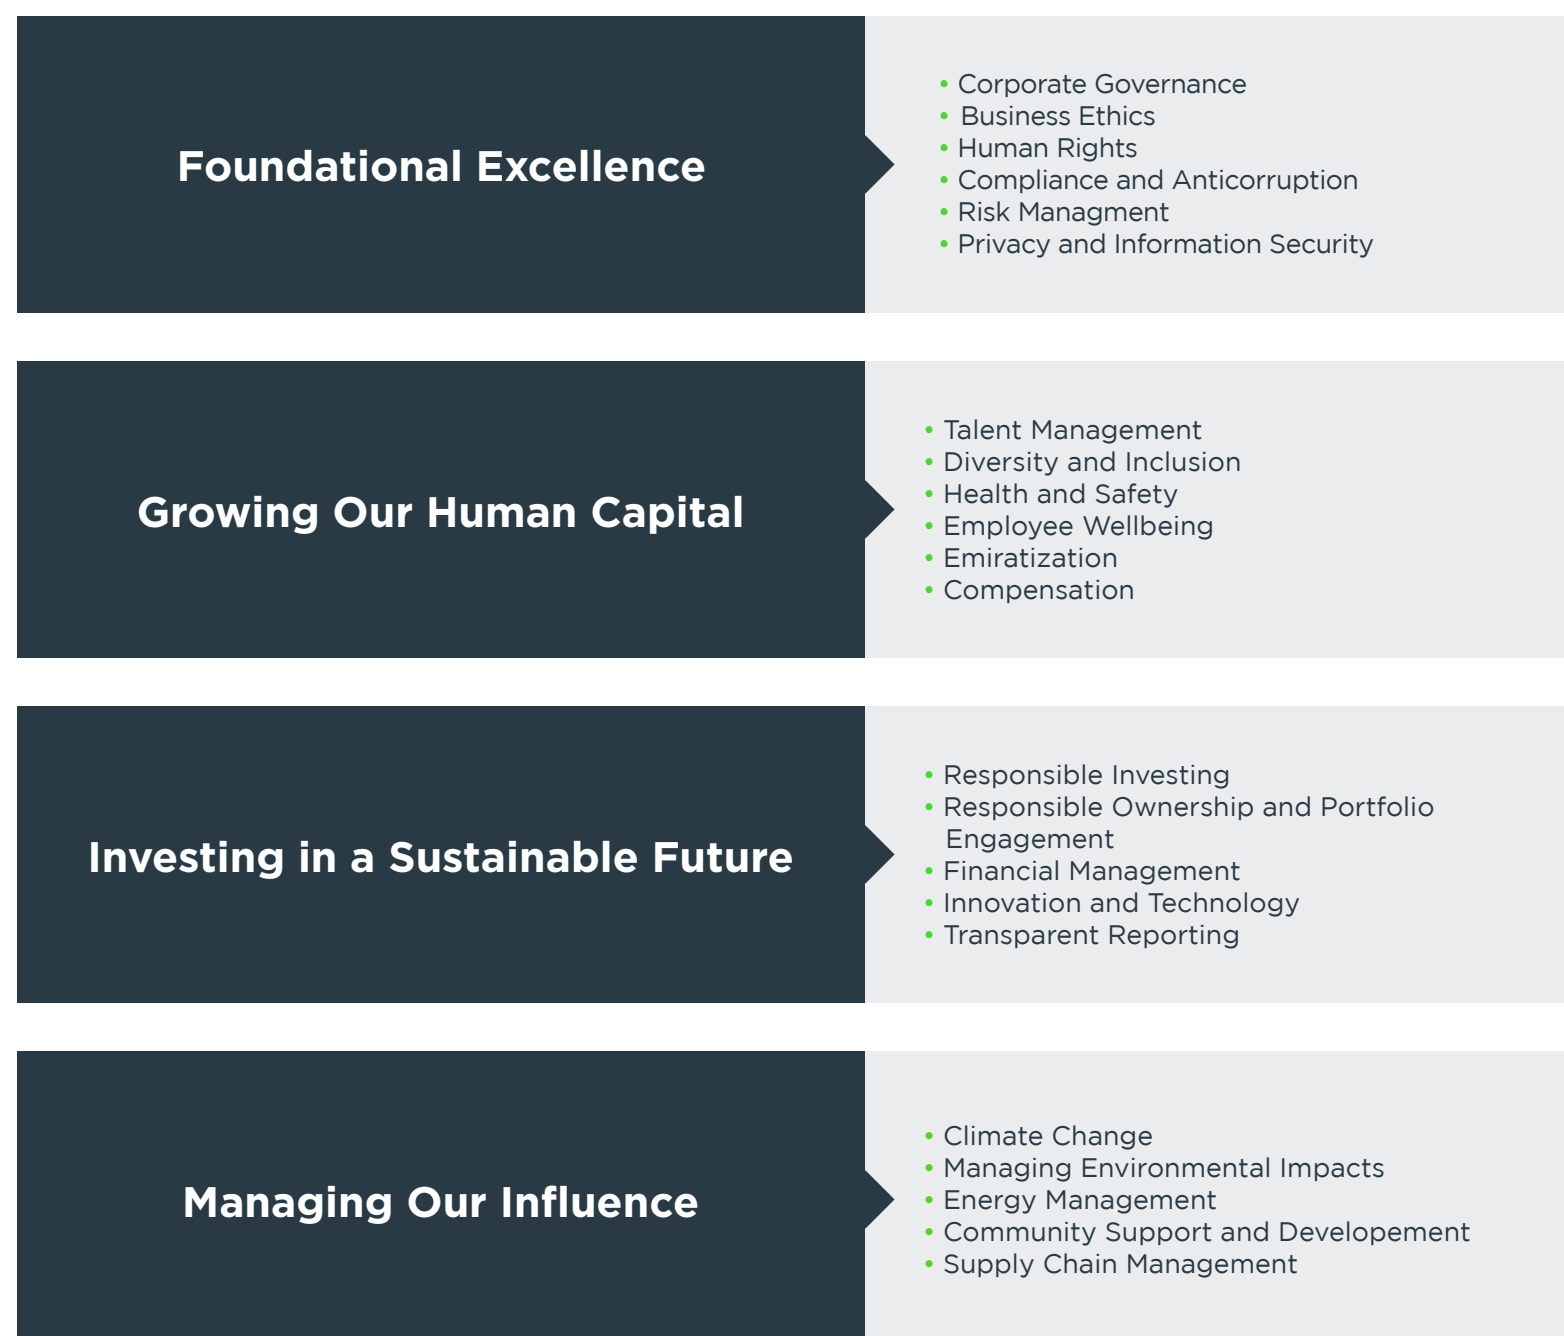 Foundational Excellence
• Corporate Governance
• Business Ethics
• Human Rights
• Compliance and Anticorruption
• Risk Managment
• Privacy and Information Security
Growing Our Human Capital
• Talent Management
• Diversity and Inclusion
• Health and Safety
• Employee Wellbeing
• Emiratization
• Compensation
Investing in a Sustainable Future
• Responsible Investing
• Responsible Ownership and Portfolio
Engagement
• Financial Management
• Innovation and Technology
• Transparent Reporting
Managing Our Influence
• Climate Change
• Managing Environmental Impacts
• Energy Management
• Community Support and Developement
• Supply Chain Management